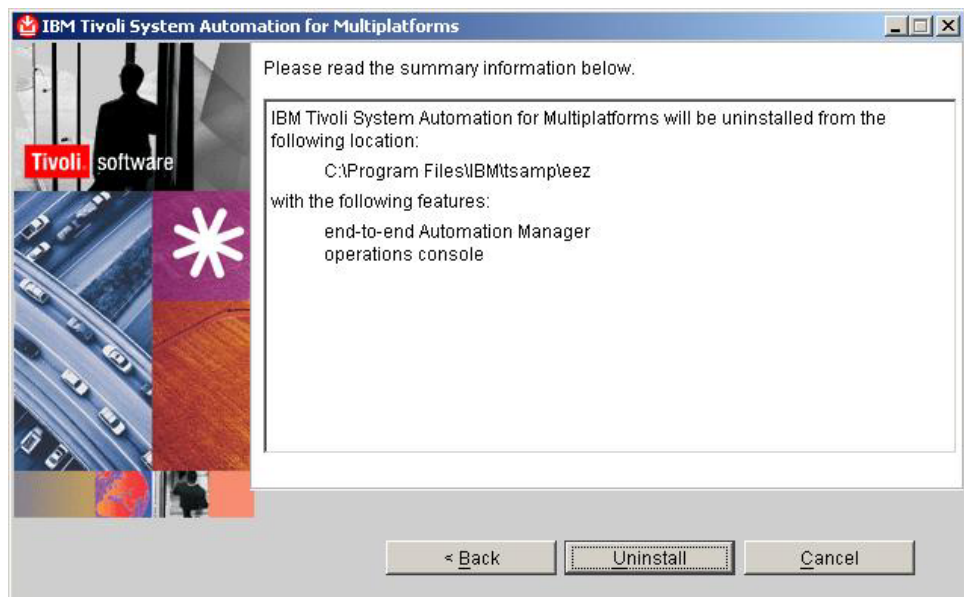 IBM Tivoli System Automation for Multiplatforms
Please read the summary information below.
Tivoli. software
IBM Tivoli System Automation for Multiplatforms will be uninstalled from the
following location:
C:\Program Files\IBM\tsamp\eez
with the following features:
end-to-end Automation Manager
operations console
< Back
Uninstall
Cancel